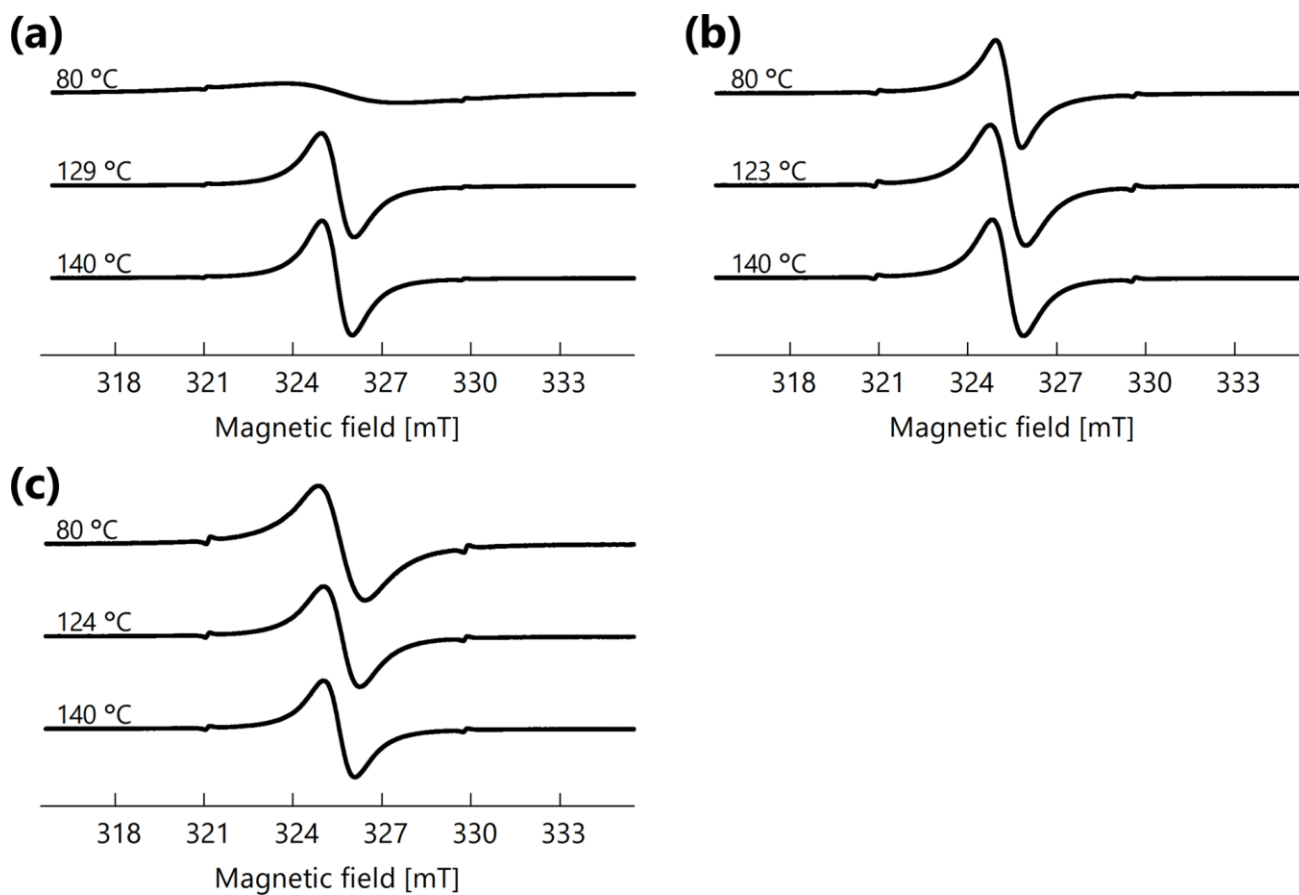 (a)
80 °C
129 °C
140 °C
318 321 324 327 330 333
Magnetic field [mT]
(b)
80 °C
123 °C
140 °C
318 321 324 327 330 333
Magnetic field [mT]
(c)
80 °C
124 °C
140 °C
318 321 324 327 330 333
Magnetic field [mT]